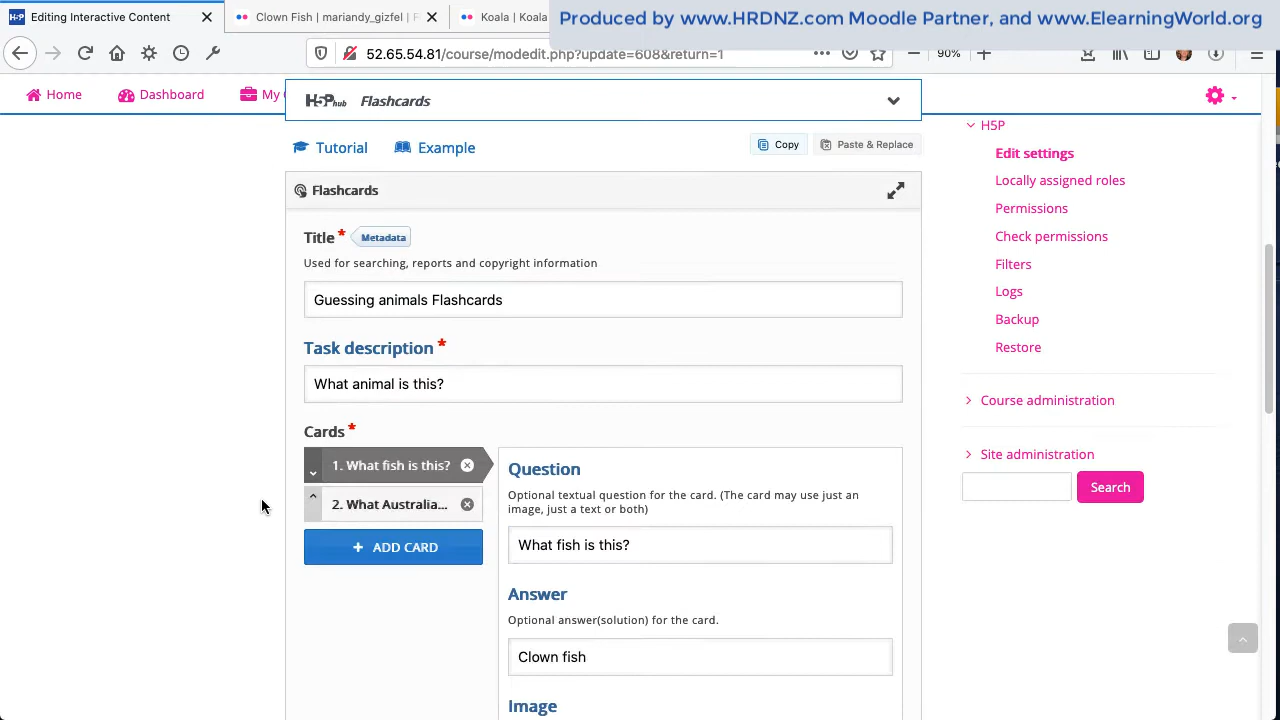 Editing Interactive Content
Clown Fish | mariandy_gizfel | F
Koala | Koala
Produced by www.HRDNZ.com Moodle Partner, and www.ElearningWorld.org
52.65.54.81/course/modedit.php?update=608&return=1
90%
Home
Dashboard
My
H5P hub
Flashcards
Tutorial
Example
Copy
Paste & Replace
Flashcards
Title * Metadata
Used for searching, reports and copyright information
Guessing animals Flashcards
Task description *
What animal is this?
Cards *
1. What fish is this?
2. What Australia...
+ ADD CARD
Question
Optional textual question for the card. (The card may use just an
image, just a text or both)
What fish is this?
Answer
Optional answer(solution) for the card.
Clown fish
Image
H5P
Edit settings
Locally assigned roles
Permissions
Check permissions
Filters
Logs
Backup
Restore
Course administration
Site administration
Search